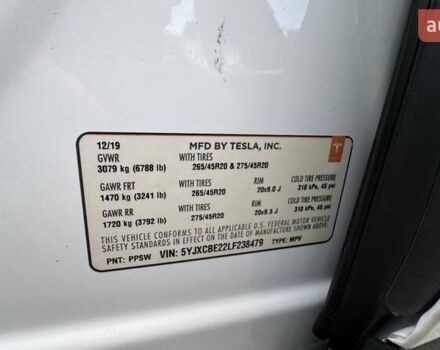 au
12/19 MFD BY TESLA, INC.
GVWR WITH TIRES
3079 kg (6788 lb) 265/45R20 & 275/45R20
GAWR FRT WITH TIRES RIM COLD TIRE PRESSURE
1470 kg (3241 lb) 265/45R20 20x9.0 J 310 kPa, 45 psi
GAWR RR WITH TIRES RIM COLD TIRE PRESSURE
1720 kg (3792 lb) 275/45R20 20x9.5 J 310 kPa, 45 psi
THIS VEHICLE CONFORMS TO ALL APPLICABLE U.S. FEDERAL MOTOR VEHICLE
SAFETY STANDARDS IN EFFECT ON THE DATE OF MANUFACTURE SHOWN ABOVE.
PNT: PPSW VIN: 5YJXCBE22LF238479 TYPE: MPV